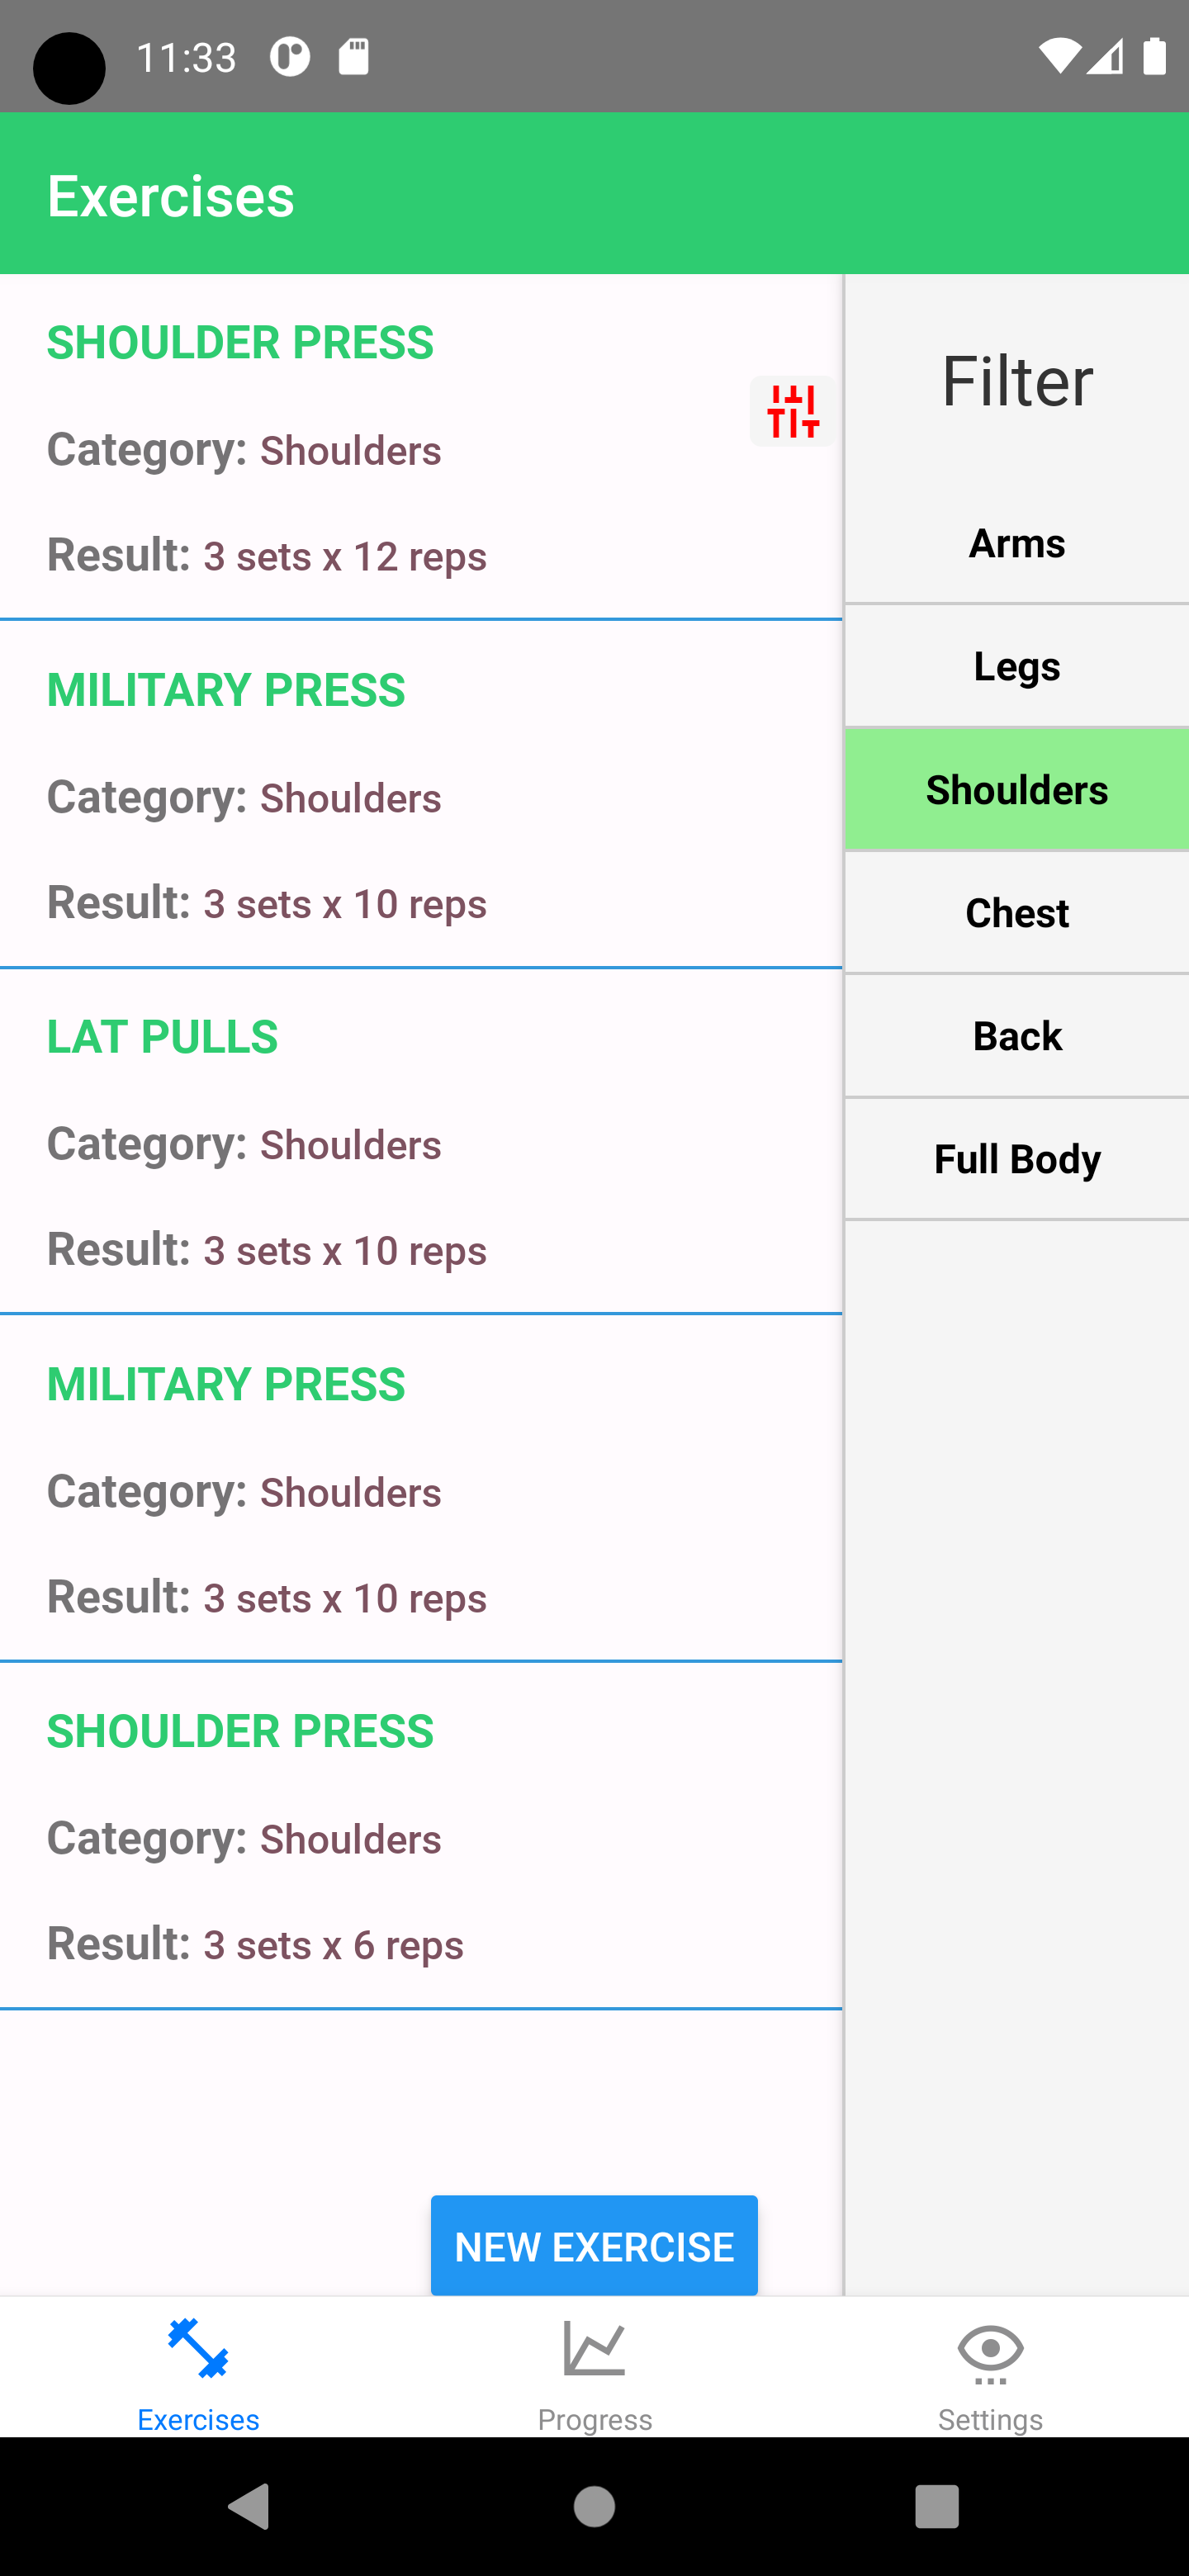 11:33
Exercises
SHOULDER PRESS
Category: Shoulders
Result: 3 sets x 12 reps
MILITARY PRESS
Category: Shoulders
Result: 3 sets x 10 reps
LAT PULLS
Category: Shoulders
Result: 3 sets x 10 reps
MILITARY PRESS
Category: Shoulders
Result: 3 sets x 10 reps
SHOULDER PRESS
Category: Shoulders
Result: 3 sets x 6 reps
Filter
Arms
Legs
Shoulders
Chest
Back
Full Body
NEW EXERCISE
Exercises
Progress
Settings